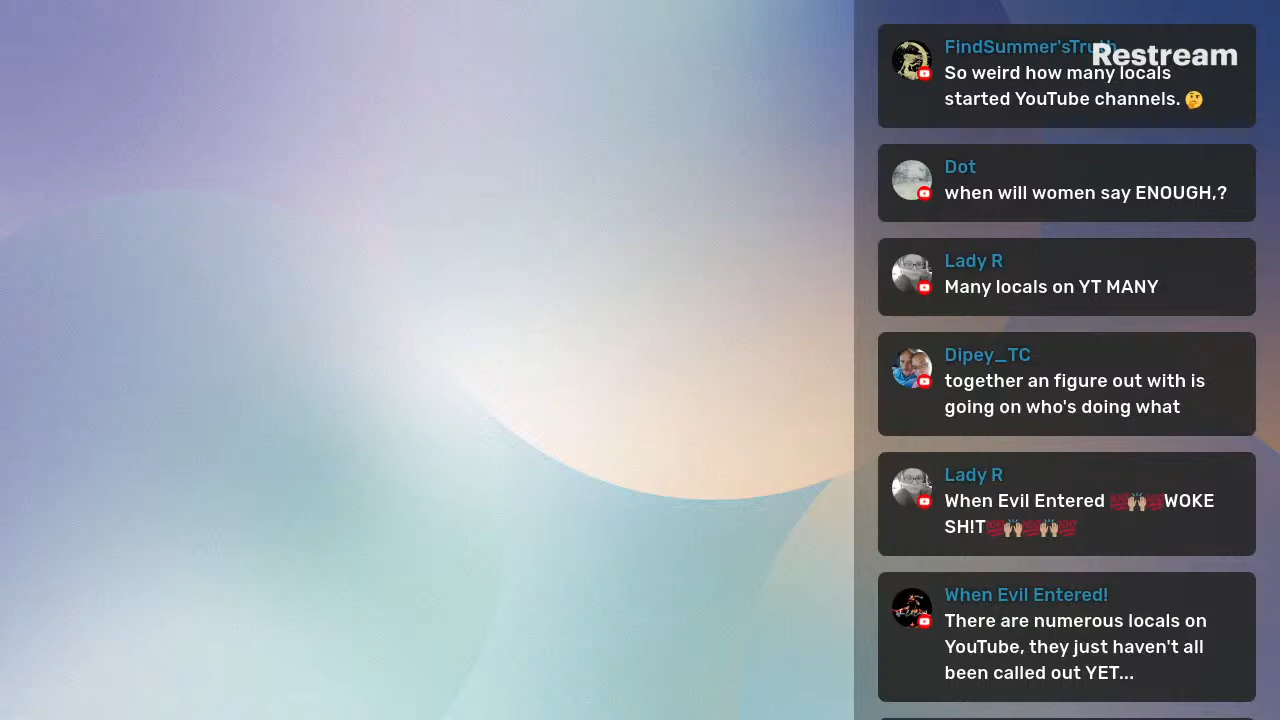 FindSummer'sTruth
Restream
So weird how many locals
started YouTube channels. 🤔
Dot
when will women say ENOUGH,?
Lady R
Many locals on YT MANY
Dipey_TC
together an figure out with is
going on who's doing what
Lady R
When Evil Entered 💯🙌🏼💯WOKE
SH!T💯🙌🏼💯🙌🏼💯
When Evil Entered!
There are numerous locals on
YouTube, they just haven't all
been called out YET...